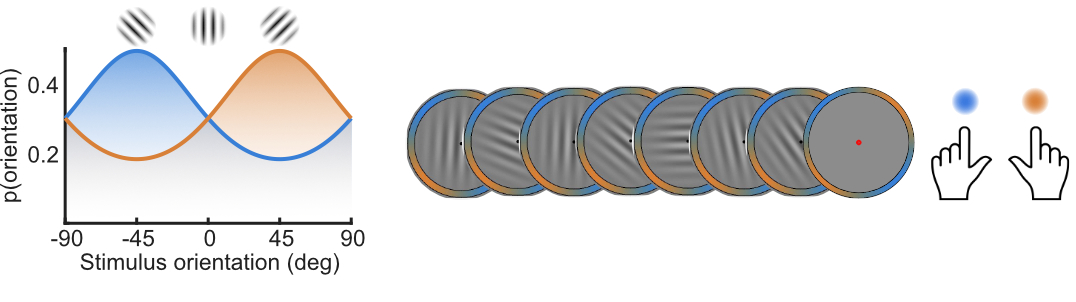 p(orientation)
0.4
0.2
-90 -45 0 45 90
Stimulus orientation (deg)